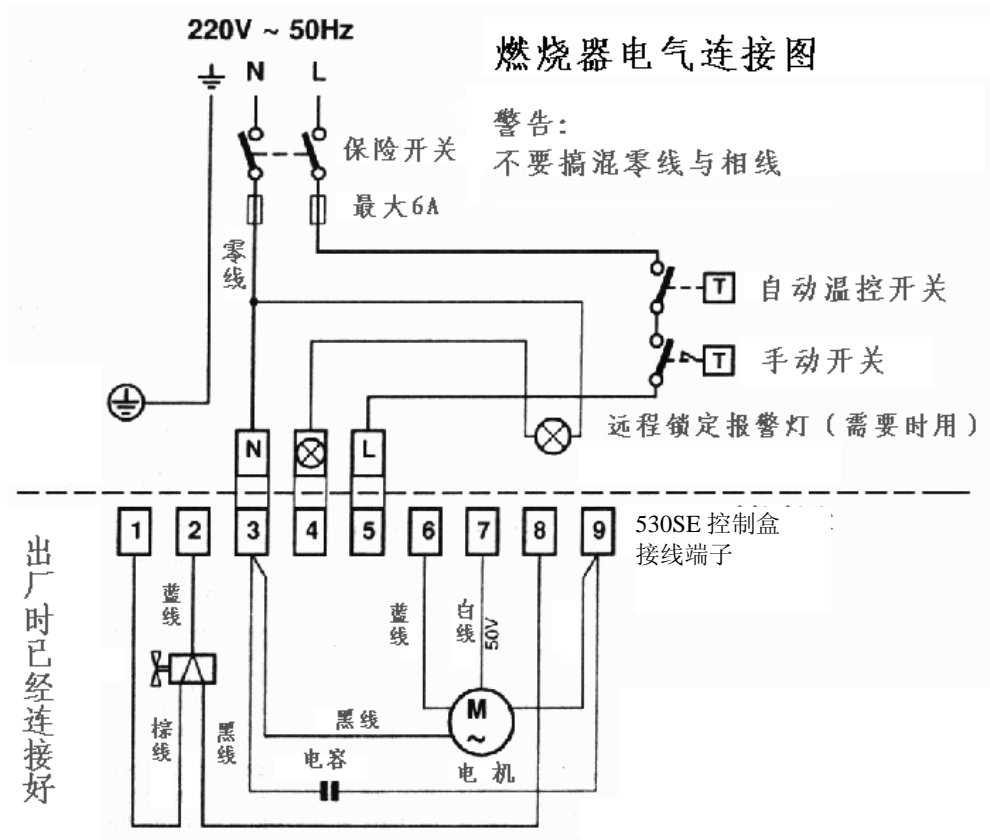 220V ~ 50Hz
燃烧器电气连接图
N
L
警告:
不要搞混零线与相线
保险开关
最大6A
零线
T
自动温控开关
T
手动开关
远程锁定报警灯（需要时用）
N
L
1
2
3
4
5
6
7
8
9
530SE 控制盒
接线端子
出厂时已经连接好
蓝线
蓝线
白线
50V
棕线
黑线
黑线
M
~
电容
电 机